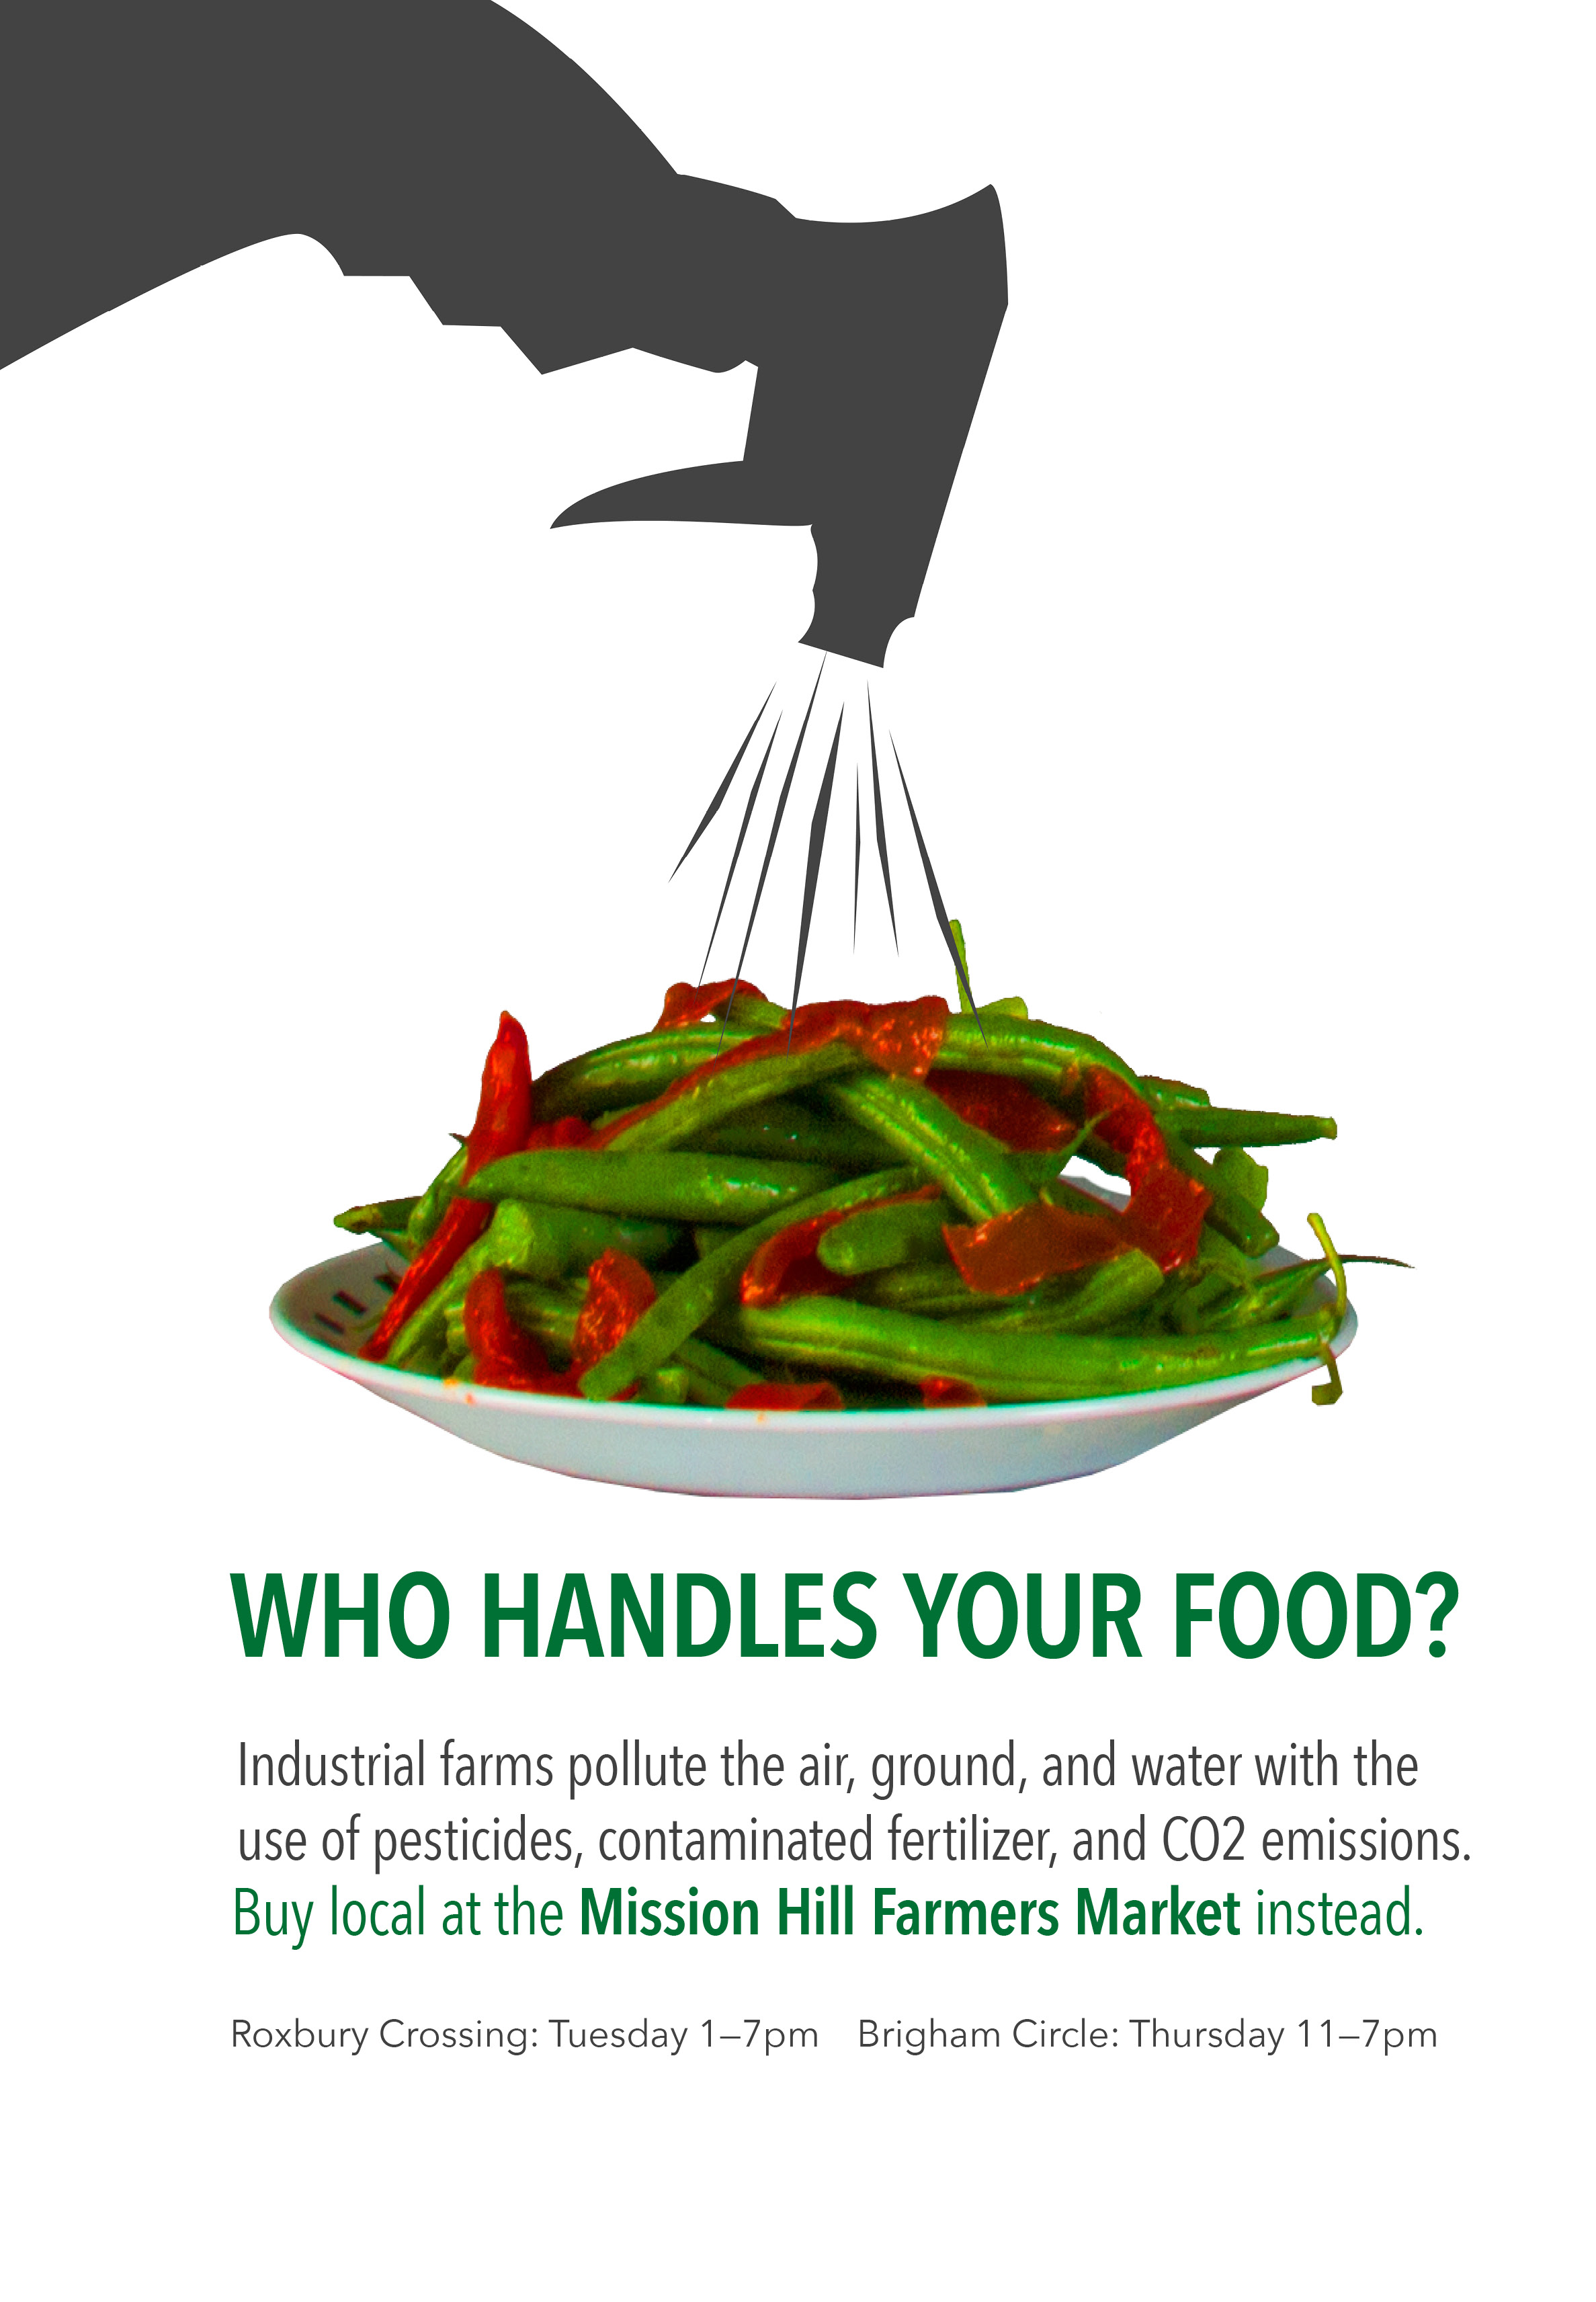 WHO HANDLES YOUR FOOD?
Industrial farms pollute the air, ground, and water with the
use of pesticides, contaminated fertilizer, and CO2 emissions.
Buy local at the Mission Hill Farmers Market instead.
Roxbury Crossing: Tuesday 1–7pm Brigham Circle: Thursday 11–7pm